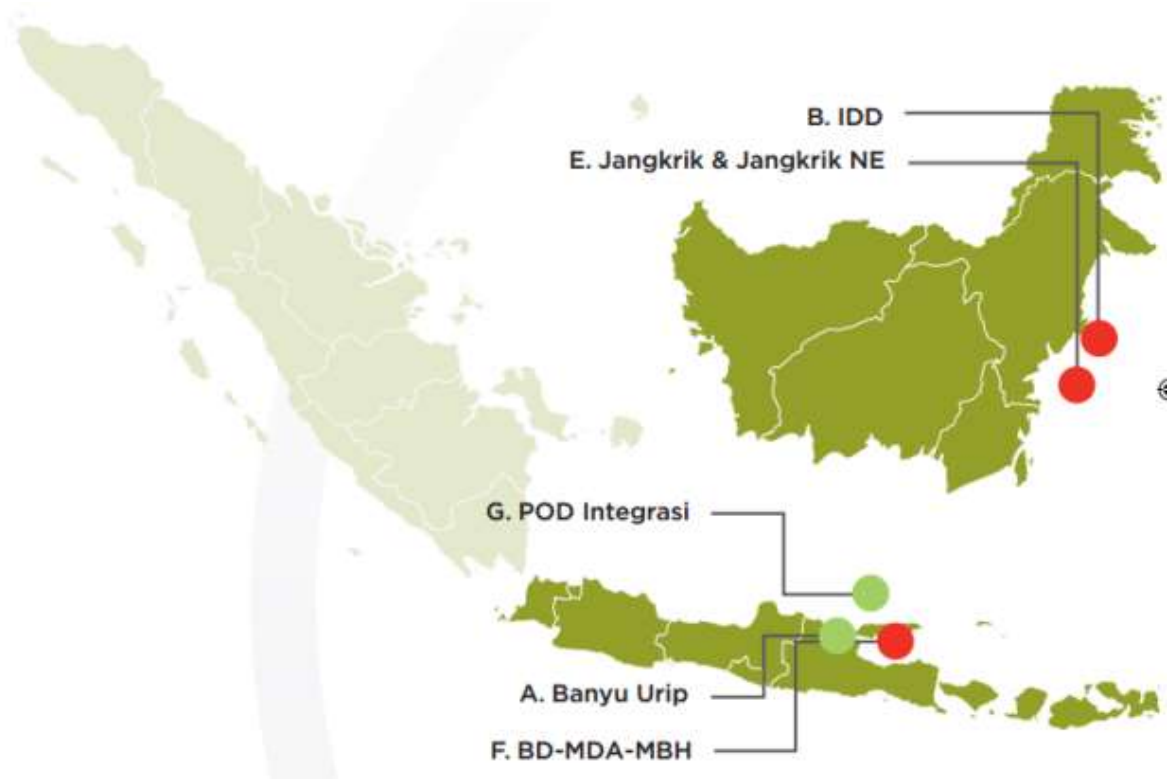 B. IDD
E. Jangkrik & Jangkrik NE
G. POD Integrasi
A. Banyu Urip
F. BD-MDA-MBH